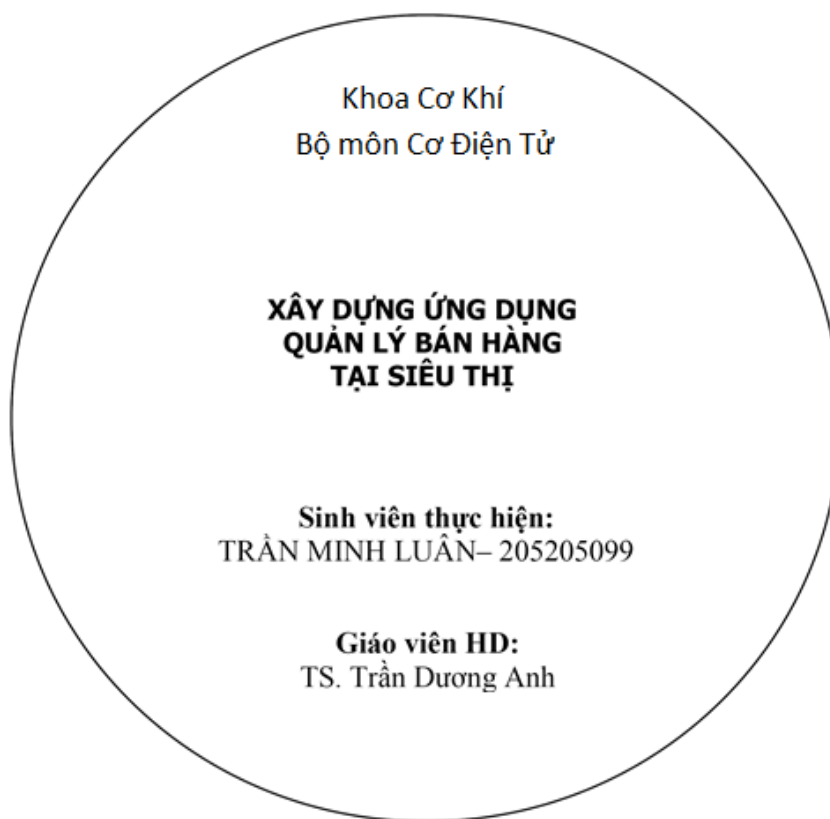 Khoa Cơ Khí
Bộ môn Cơ Điện Tử
XÂY DỰNG ỨNG DỤNG
QUẢN LÝ BÁN HÀNG
TẠI SIÊU THỊ
Sinh viên thực hiện:
TRẦN MINH LUÂN– 205205099
Giáo viên HD:
TS. Trần Dương Anh